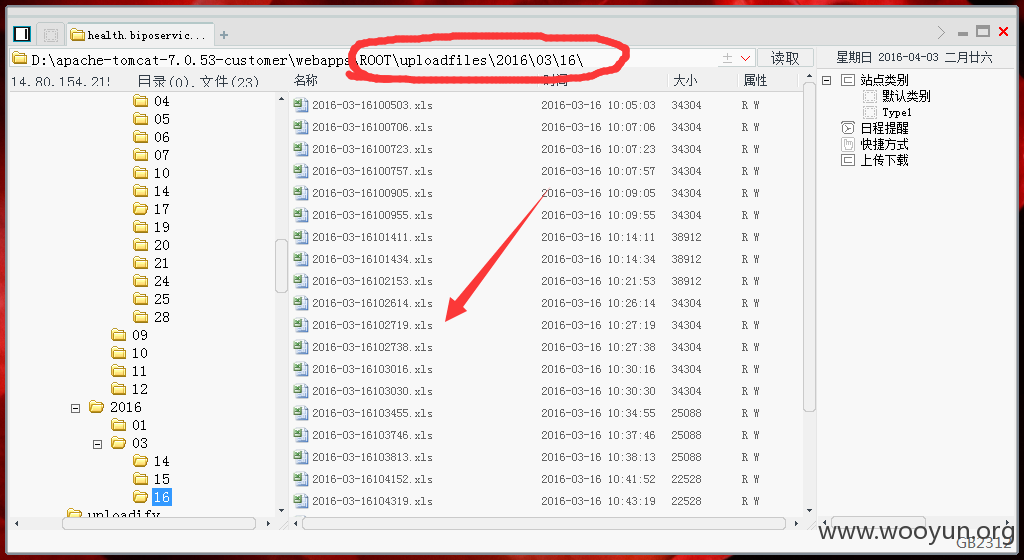 health.biposervic...
D:\apache-tomcat-7.0.53-customer\webapps\ROOT\uploadfiles\2016\03\16\
读取
星期日 2016-04-03 二月廿六
目录(0),文件(23)
名称 时间 大小 属性
04
05
06
07
10
14
17
19
20
21
24
25
28
09
10
11
12
2016
01
03
14
15
16
uploadify
2016-03-16100503.xls 2016-03-16 10:05:03 34304 R W
2016-03-16100706.xls 2016-03-16 10:07:06 34304 R W
2016-03-16100723.xls 2016-03-16 10:07:23 34304 R W
2016-03-16100757.xls 2016-03-16 10:07:57 34304 R W
2016-03-16100905.xls 2016-03-16 10:09:05 34304 R W
2016-03-16100955.xls 2016-03-16 10:09:55 34304 R W
2016-03-16101411.xls 2016-03-16 10:14:11 38912 R W
2016-03-16101434.xls 2016-03-16 10:14:34 38912 R W
2016-03-16102153.xls 2016-03-16 10:21:53 38912 R W
2016-03-16102614.xls 2016-03-16 10:26:14 34304 R W
2016-03-16102719.xls 2016-03-16 10:27:19 34304 R W
2016-03-16102738.xls 2016-03-16 10:27:38 34304 R W
2016-03-16103016.xls 2016-03-16 10:30:16 34304 R W
2016-03-16103030.xls 2016-03-16 10:30:30 34304 R W
2016-03-16103455.xls 2016-03-16 10:34:55 25088 R W
2016-03-16103746.xls 2016-03-16 10:37:46 25088 R W
2016-03-16103813.xls 2016-03-16 10:38:13 25088 R W
2016-03-16104152.xls 2016-03-16 10:41:52 22528 R W
2016-03-16104319.xls 2016-03-16 10:43:19 22528 R W
站点类别
默认类别
Type1
日程提醒
快捷方式
上传下载
www.wooyun.org
GB2312